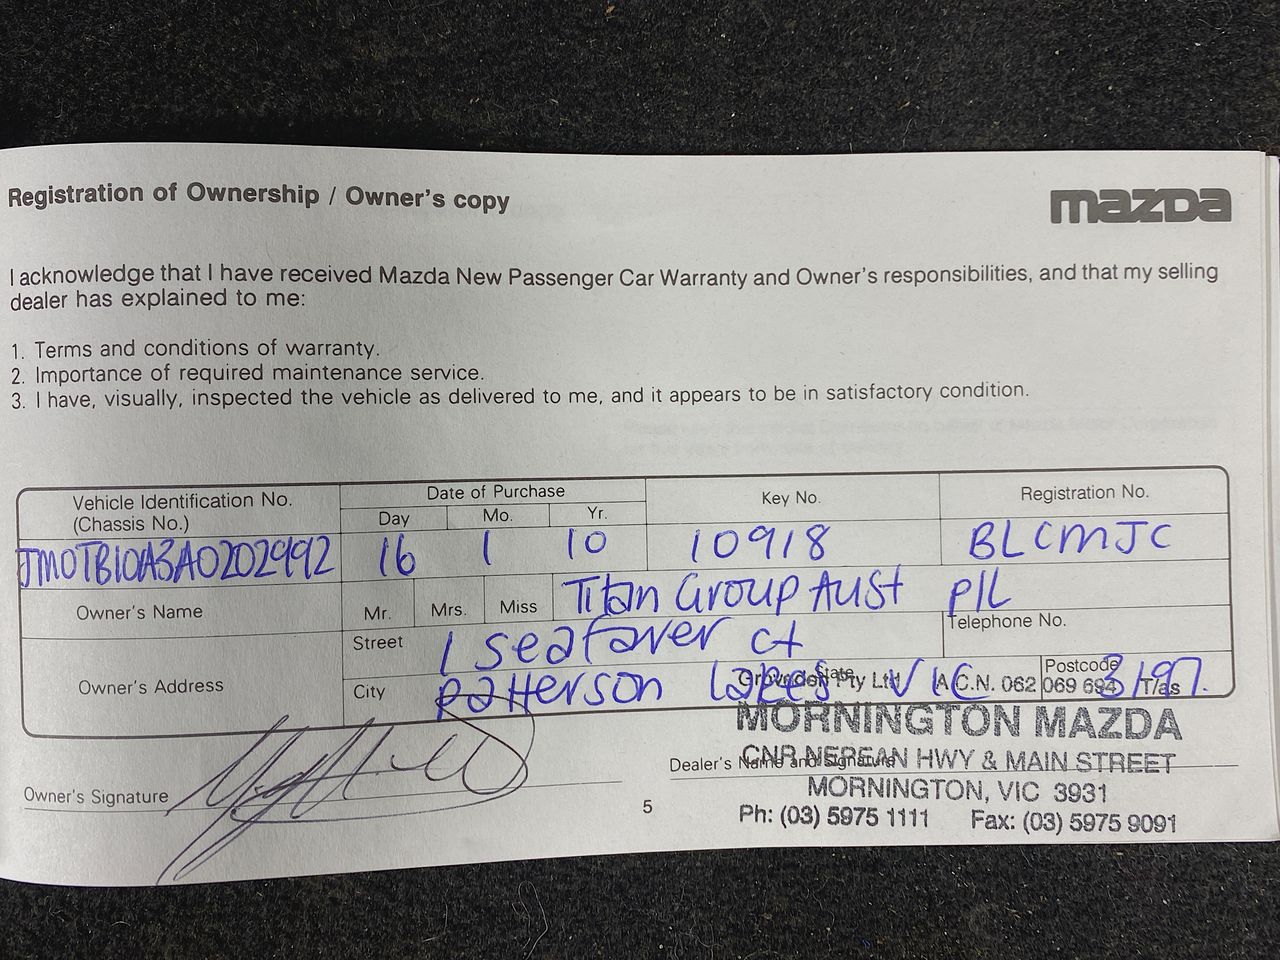 Registration of Ownership / Owner's copy
mazda
I acknowledge that I have received Mazda New Passenger Car Warranty and Owner's responsibilities, and that my selling
dealer has explained to me:
1. Terms and conditions of warranty.
2. Importance of required maintenance service.
3. I have, visually, inspected the vehicle as delivered to me, and it appears to be in satisfactory condition.
Vehicle Identification No.
(Chassis No.)
Date of Purchase
Day Mo. Yr.
Key No.
Registration No.
JM0TB10A3A0202992 16 1 10 10918 BLCMJC
Owner's Name Mr. Mrs. Miss Titan Group Aust P/L
Owner's Address
Street 1 Seafarer ct
Telephone No.
City Patterson Lakes State VIC Postcode 3197.
Pty Ltd A.C.N. 062 069 694 T/as
MORNINGTON MAZDA
CNR NEPEAN HWY & MAIN STREET
MORNINGTON, VIC 3931
Ph: (03) 5975 1111 Fax: (03) 5975 9091
Dealer's Name and Signature
Owner's Signature
5